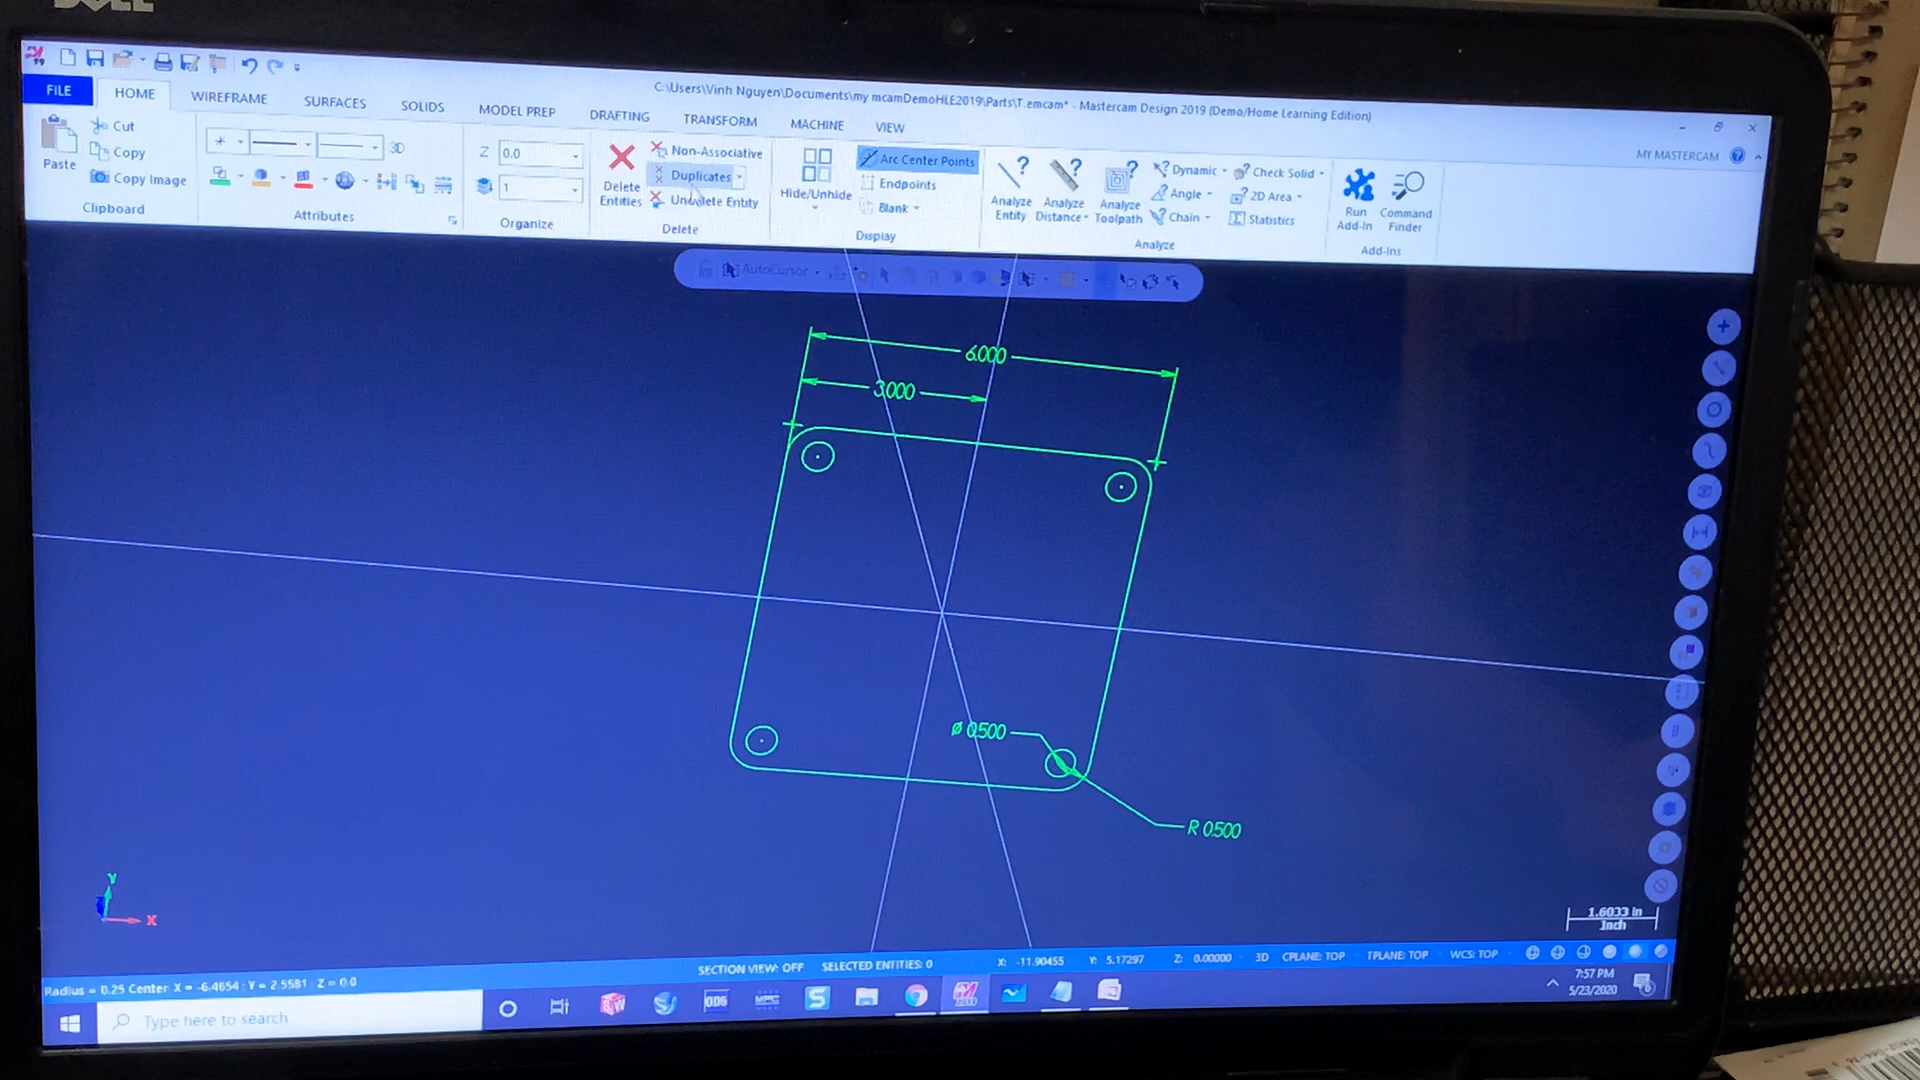 DELL
C:\Users\Vinh Nguyen\Documents\my mcamDemoHLE2019\Parts\T.emcam* - Mastercam Design 2019 (Demo/Home Learning Edition)
FILE HOME WIREFRAME SURFACES SOLIDS MODEL PREP DRAFTING TRANSFORM MACHINE VIEW MY MASTERCAM
Paste
Cut
Copy
Copy Image
Clipboard
3D
Attributes
Z 0.0
1
Organize
Delete
Entities
Non-Associative
Duplicates
Undelete Entity
Delete
Hide/Unhide
Arc Center Points
Endpoints
Blank
Display
Analyze
Entity
Analyze
Distance
Analyze
Toolpath
Dynamic
Angle
Chain
Check Solid
2D Area
Statistics
Analyze
Run
Add-In
Command
Finder
Add-Ins
AutoCursor
6.000
3.000
Ø 0.500
R 0.500
Y
X
1.6033 in
Inch
SECTION VIEW: OFF SELECTED ENTITIES: 0 X: -11.90455 Y: 5.17297 Z: 0.00000 3D CPLANE: TOP TPLANE: TOP WCS: TOP
Radius = 0.25 Center X = -6.4654 ; Y = 2.5581 Z = 0.0
Type here to search
7:57 PM
5/23/2020